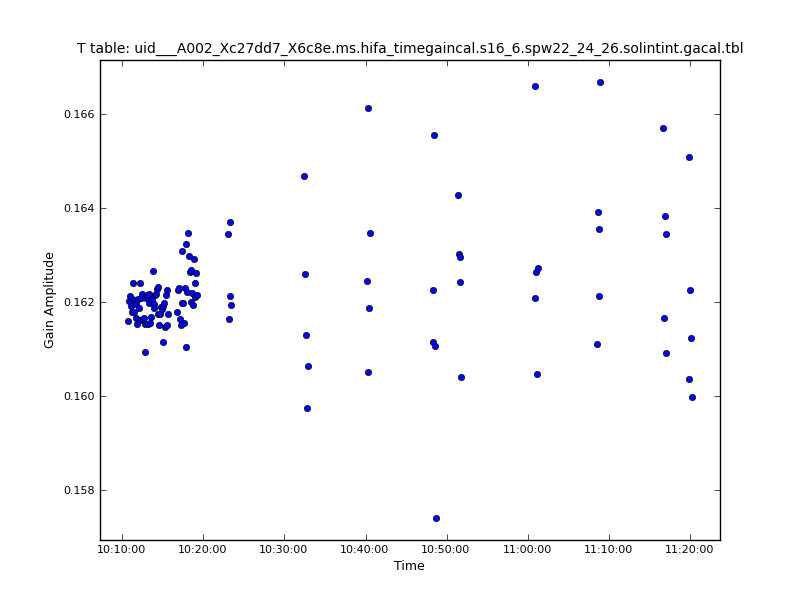 T table: uid___A002_Xc27dd7_X6c8e.ms.hifa_timegaincal.s16_6.spw22_24_26.solintint.gacal.tbl
0.166
0.164
0.162
0.160
0.158
Gain Amplitude
10:10:00 10:20:00 10:30:00 10:40:00 10:50:00 11:00:00 11:10:00 11:20:00
Time